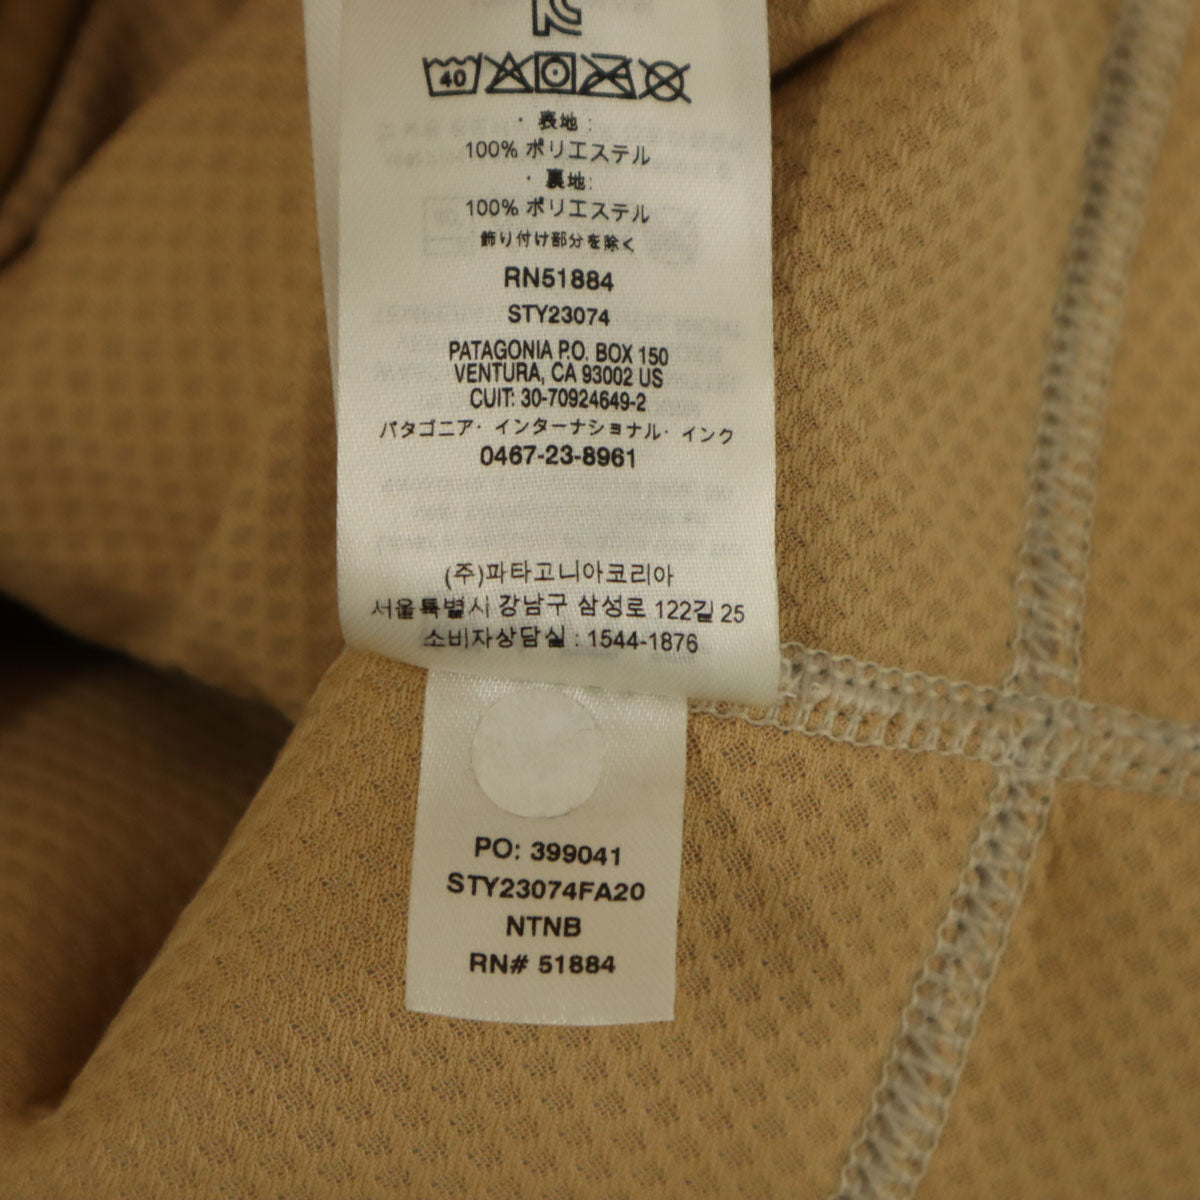 40
・表地:
100% ポリエステル
・裏地:
100% ポリエステル
飾り付け部分を除く
RN51884
STY23074
PATAGONIA P.O. BOX 150
VENTURA, CA 93002 US
CUIT: 30-70924649-2
パタゴニア・インターナショナル・インク
0467-23-8961
(주)파타고니아코리아
서울특별시 강남구 삼성로 122길 25
소비자상담실 : 1544-1876
PO: 399041
STY23074FA20
NTNB
RN# 51884